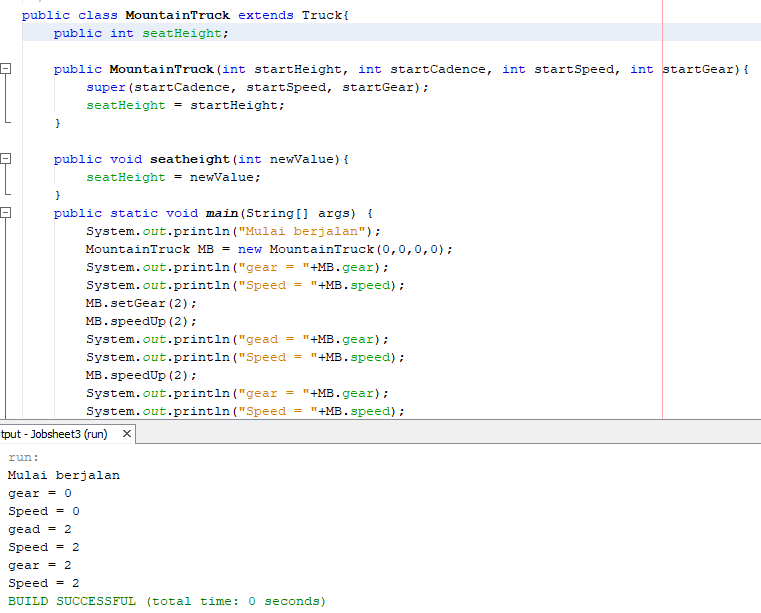 public class MountainTruck extends Truck{
public int seatHeight;
public MountainTruck(int startHeight, int startCadence, int startSpeed, int startGear){
super(startCadence, startSpeed, startGear);
seatHeight = startHeight;
}
public void seatheight(int newValue){
seatHeight = newValue;
}
public static void main(String[] args) {
System.out.println("Mulai berjalan");
MountainTruck MB = new MountainTruck(0,0,0,0);
System.out.println("gear = "+MB.gear);
System.out.println("Speed = "+MB.speed);
MB.setGear(2);
MB.speedUp(2);
System.out.println("gead = "+MB.gear);
System.out.println("Speed = "+MB.speed);
MB.speedUp(2);
System.out.println("gear = "+MB.gear);
System.out.println("Speed = "+MB.speed);
tput - Jobsheet3 (run)
run:
Mulai berjalan
gear = 0
Speed = 0
gead = 2
Speed = 2
gear = 2
Speed = 2
BUILD SUCCESSFUL (total time: 0 seconds)